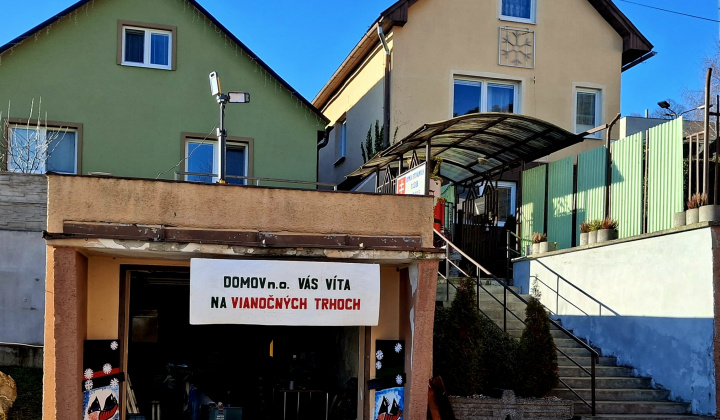 DOMOV n.o. VÁS VÍTA
NA VIANOČNÝCH TRHOCH